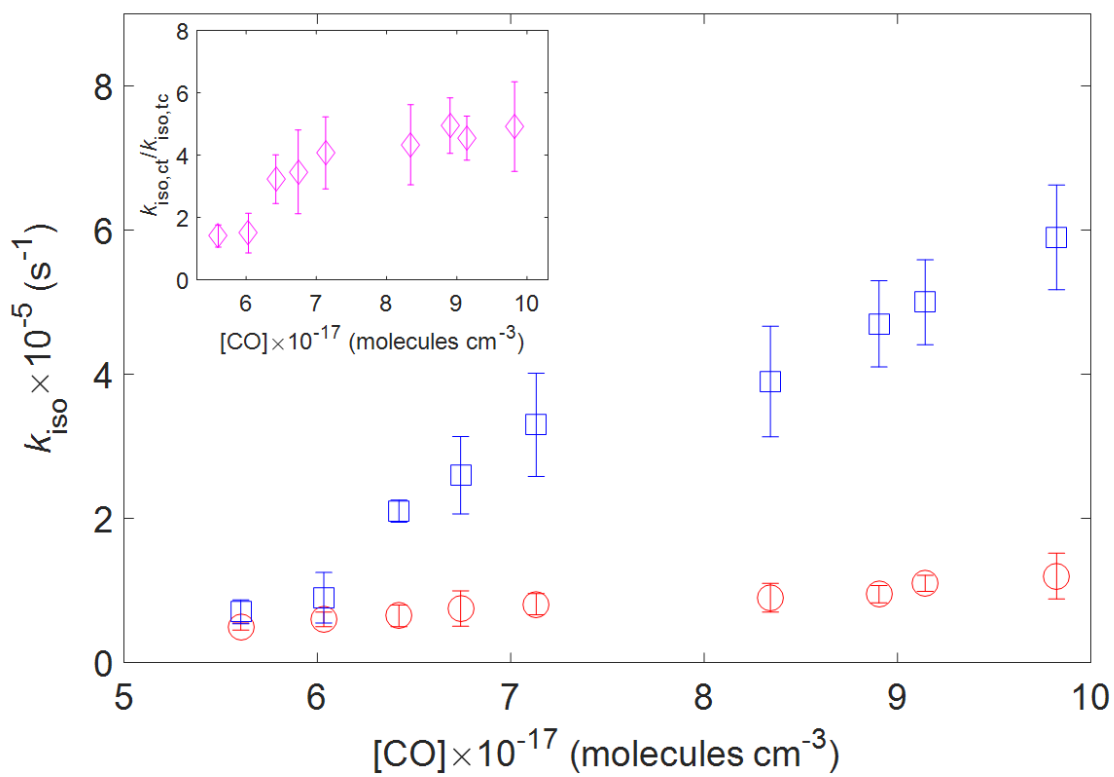 8
6
4
2
0
k_iso,ct/k_iso,tc
6 7 8 9 10
[CO]×10^-17 (molecules cm^-3)
8
6
4
2
0
k_iso×10^-5 (s^-1)
5 6 7 8 9 10
[CO]×10^-17 (molecules cm^-3)